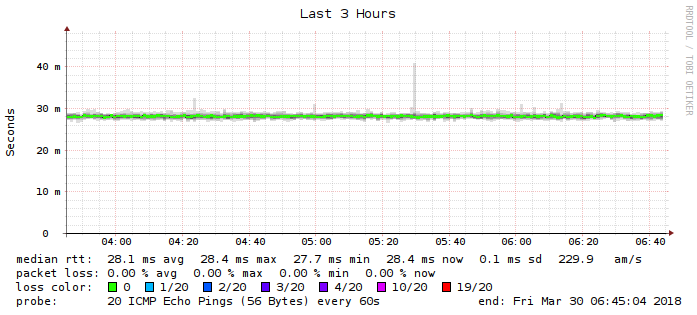 Last 3 Hours
RRDTOOL / TOBI OETIKER
Seconds
40 m
30 m
20 m
10 m
0
04:00 04:20 04:40 05:00 05:20 05:40 06:00 06:20 06:40
median rtt: 28.1 ms avg 28.4 ms max 27.7 ms min 28.4 ms now 0.1 ms sd 229.9 am/s
packet loss: 0.00 % avg 0.00 % max 0.00 % min 0.00 % now
loss color: 0 1/20 2/20 3/20 4/20 10/20 19/20
probe: 20 ICMP Echo Pings (56 Bytes) every 60s end: Fri Mar 30 06:45:04 2018